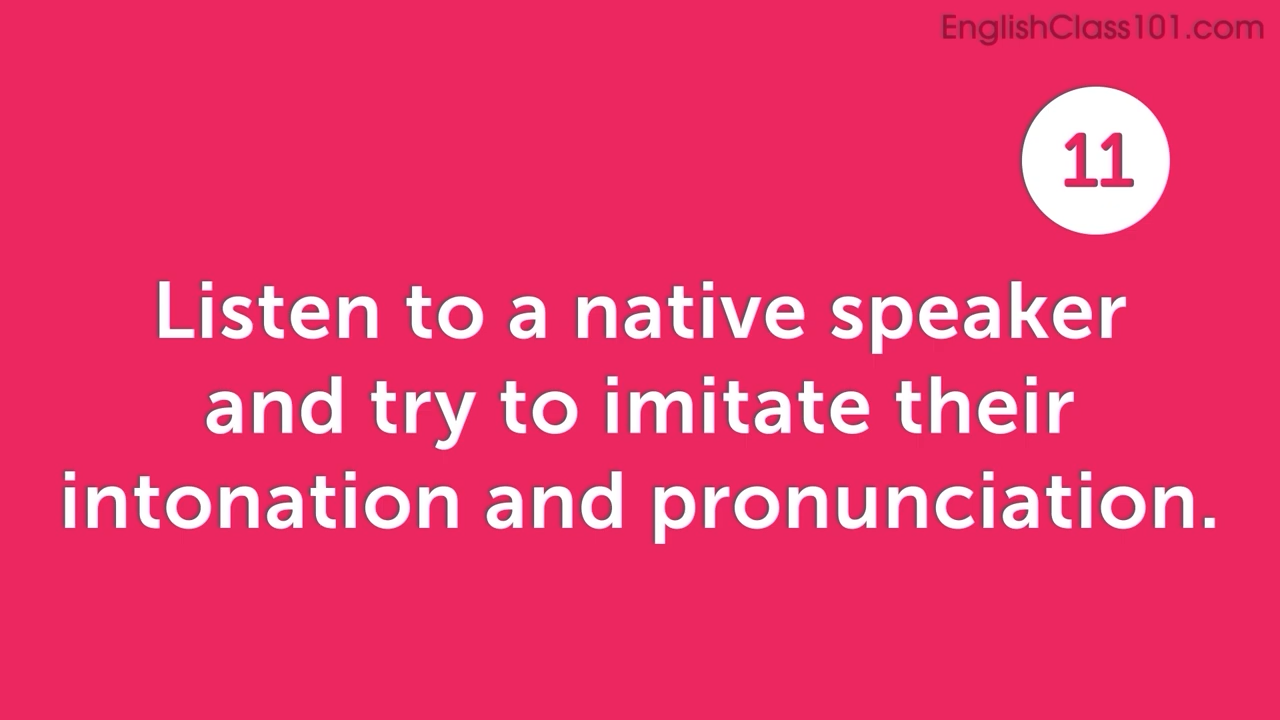 EnglishClass101.com
11
Listen to a native speaker
and try to imitate their
intonation and pronunciation.